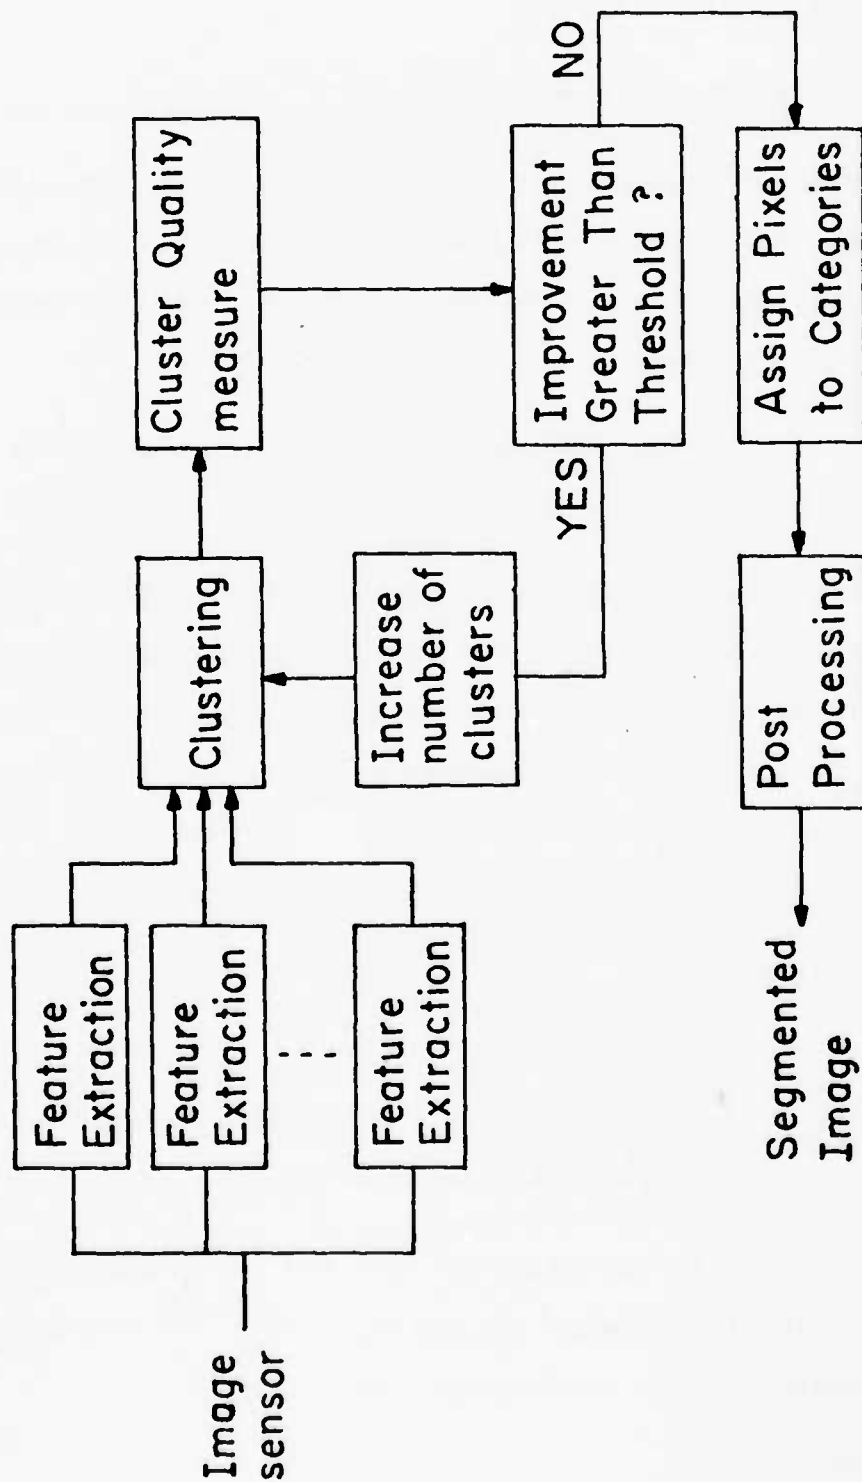 Image
sensor
Feature
Extraction
Feature
Extraction
Feature
Extraction
Clustering
Cluster Quality
measure
Increase
number of
clusters
Improvement
Greater Than
Threshold ?
YES
NO
Assign Pixels
to Categories
Post
Processing
Segmented
Image